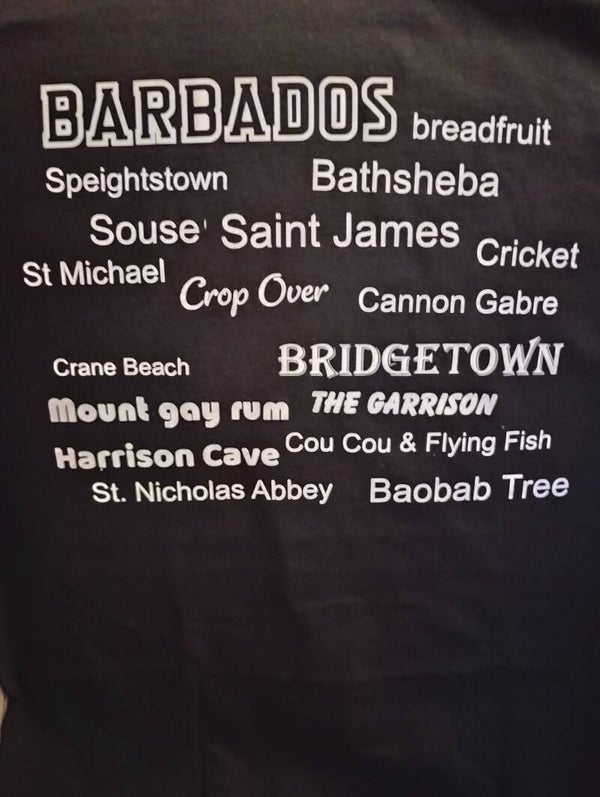 BARBADOS breadfruit
Speightstown Bathsheba
Souse' Saint James Cricket
St Michael Crop Over Cannon Gabre
Crane Beach BRIDGETOWN
Mount gay rum THE GARRISON
Harrison Cave Cou Cou & Flying Fish
St. Nicholas Abbey Baobab Tree